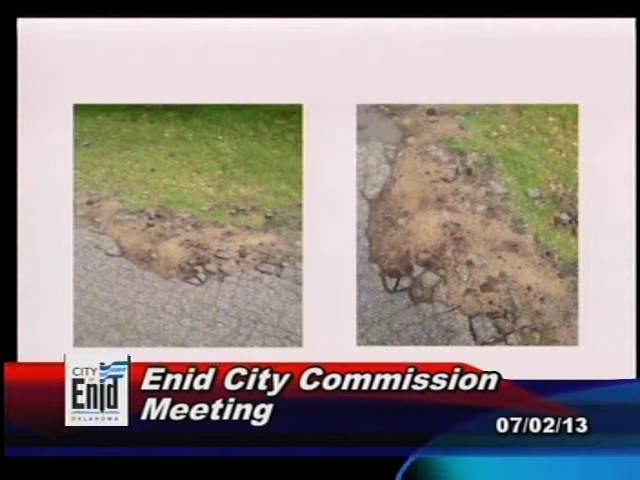 CITY
OF
Enid
OKLAHOMA
Enid City Commission
Meeting
07/02/13